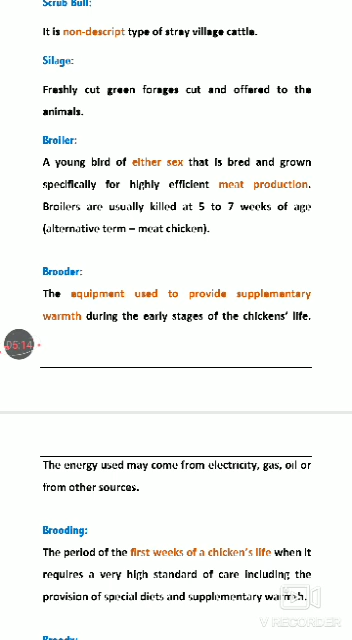 Scrub Bull:
It is non-descript type of stray village cattle.
Silage:
Freshly cut green forages cut and offered to the
animals.
Broiler:
A young bird of either sex that is bred and grown
specifically for highly efficient meat production.
Broilers are usually killed at 5 to 7 weeks of age
(alternative term – meat chicken).
Brooder:
The equipment used to provide supplementary
warmth during the early stages of the chickens' life.
05:14
The energy used may come from electricity, gas, oil or
from other sources.
Brooding:
The period of the first weeks of a chicken's life when it
requires a very high standard of care including the
provision of special diets and supplementary warmth.
V RECORDER
Broody: